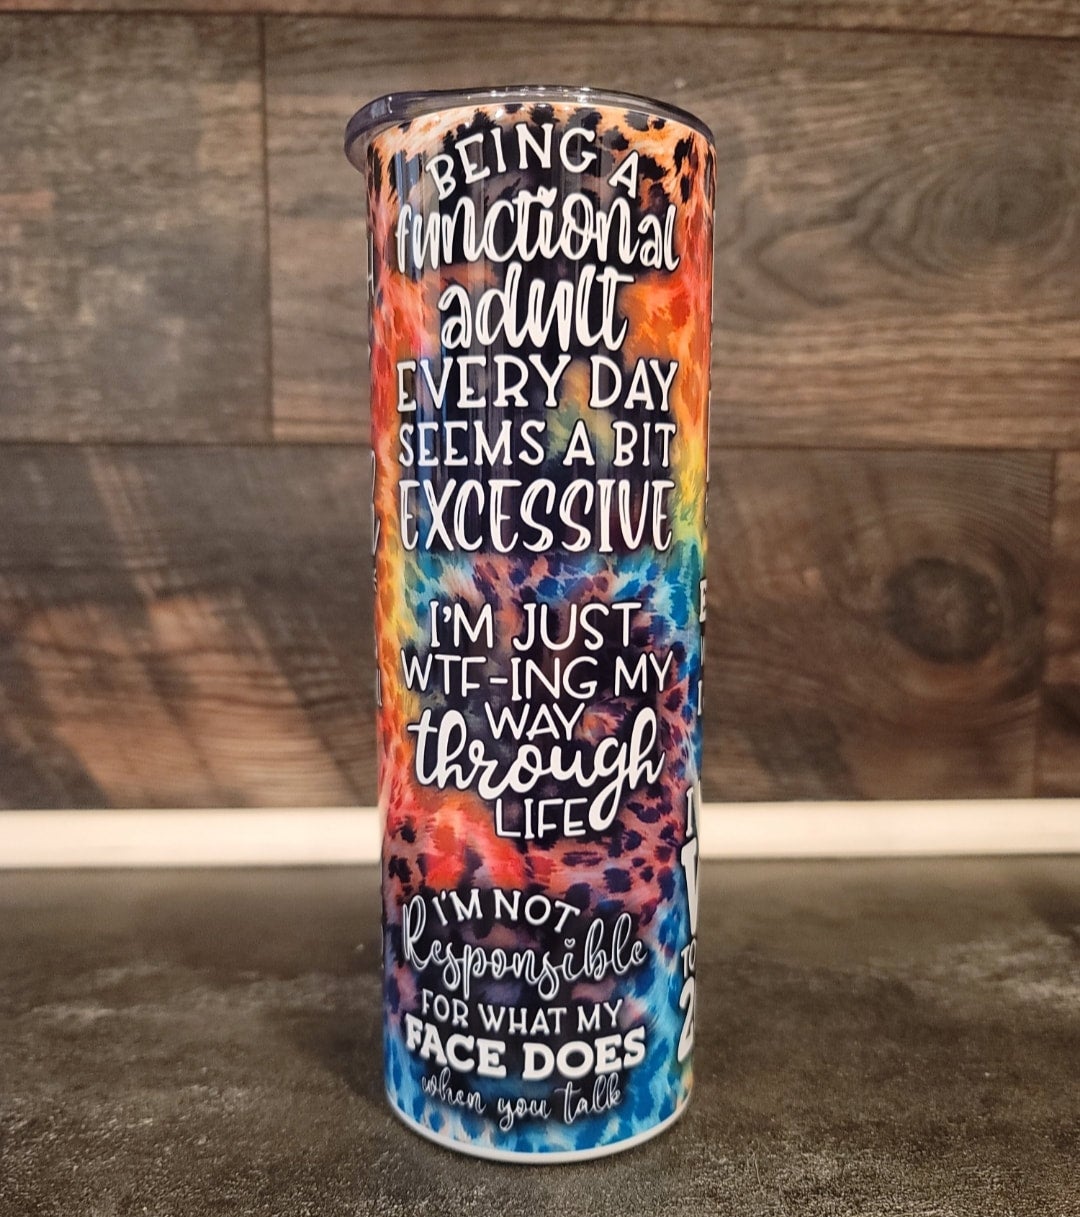 BEING A
functional
adult
EVERY DAY
SEEMS A BIT
EXCESSIVE
I'M JUST
WTF-ING MY
WAY
through
LIFE
I'M NOT
Responsible
FOR WHAT MY
FACE DOES
when you talk